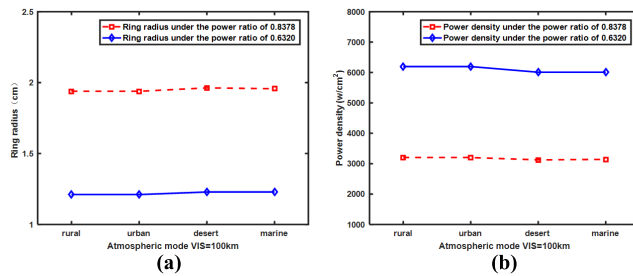 2.5
2
1.5
1
Ring radius（cm）
Ring radius under the power ratio of 0.8378
Ring radius under the power ratio of 0.6320
rural urban desert marine
Atmospheric mode VIS=100km
(a)
8000
7000
6000
5000
4000
3000
2000
1000
Power density (w/cm²)
Power density under the power ratio of 0.8378
Power density under the power ratio of 0.6320
rural urban desert marine
Atmospheric mode VIS=100km
(b)